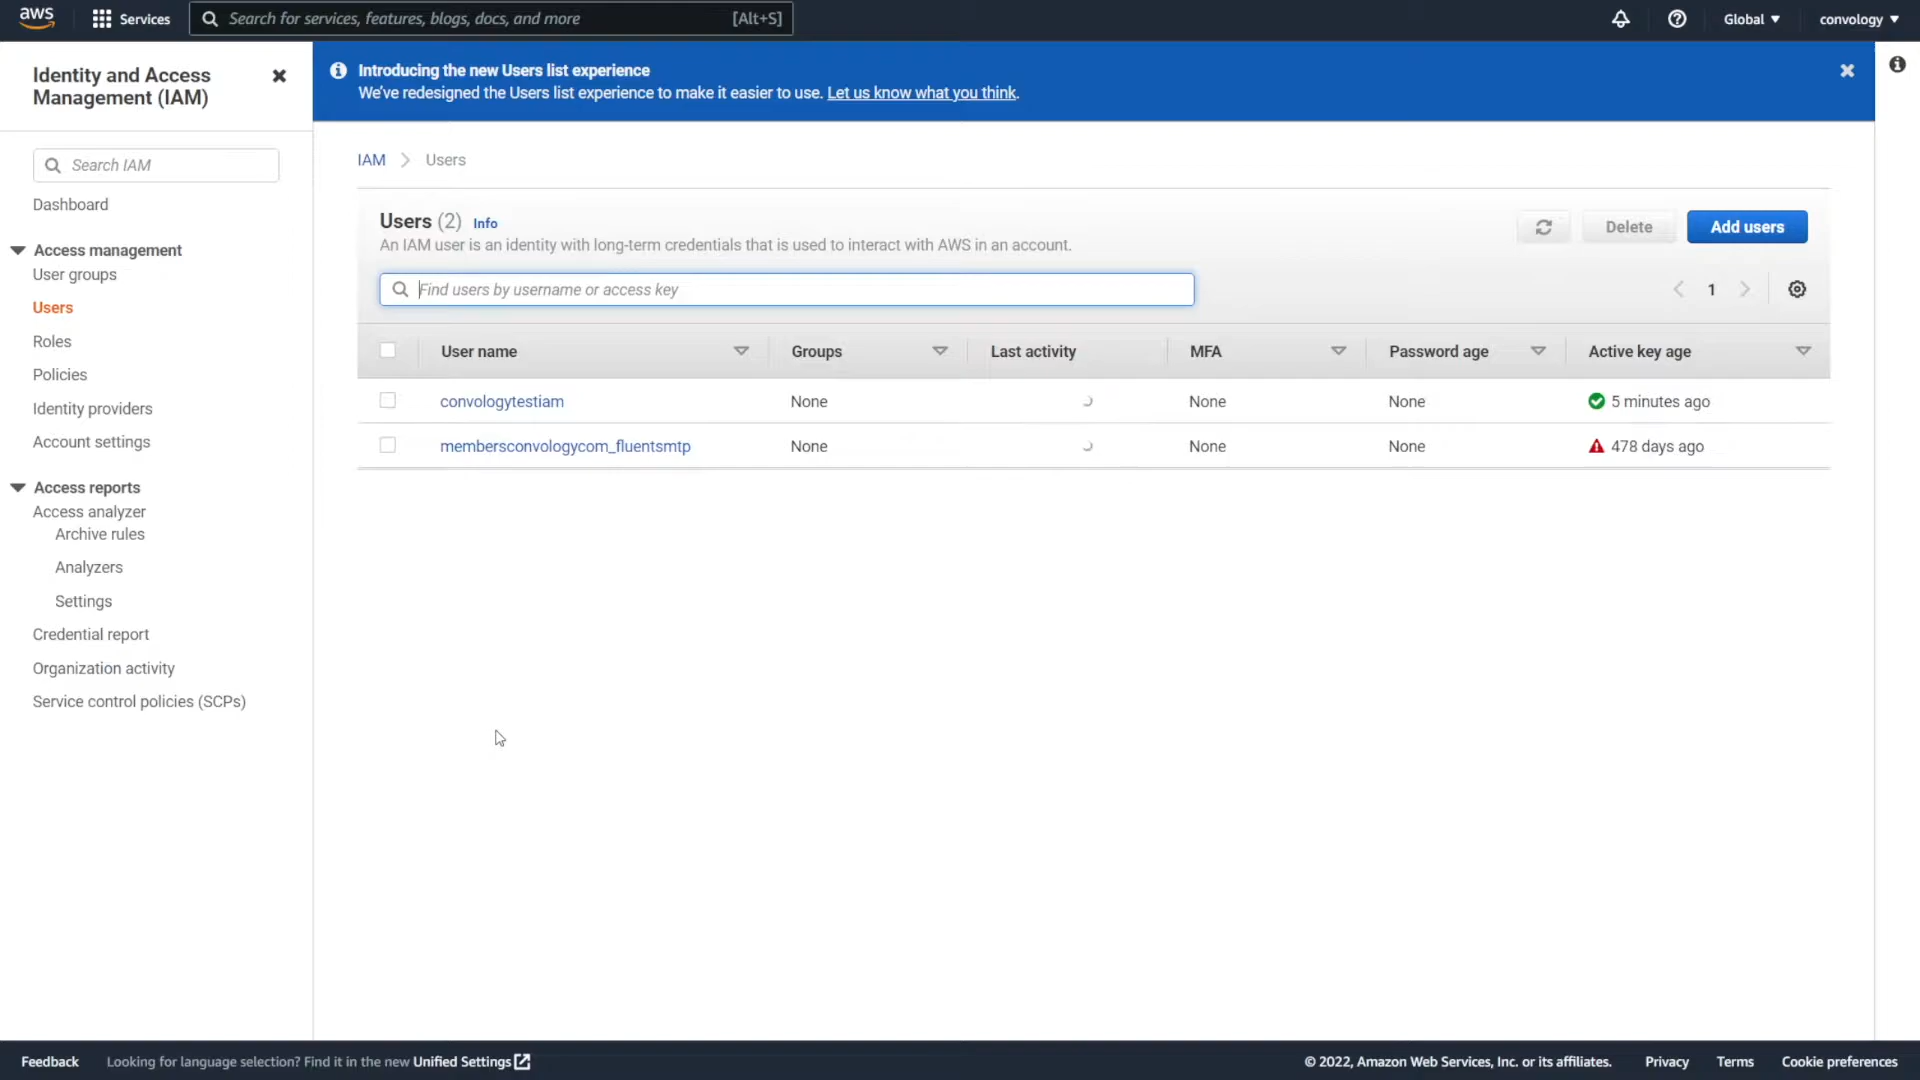 aws
Services
Search for services, features, blogs, docs, and more
[Alt+S]
Global
convology
Identity and Access
Management (IAM)
Search IAM
Dashboard
Access management
User groups
Users
Roles
Policies
Identity providers
Account settings
Access reports
Access analyzer
Archive rules
Analyzers
Settings
Credential report
Organization activity
Service control policies (SCPs)
Introducing the new Users list experience
We've redesigned the Users list experience to make it easier to use. Let us know what you think.
IAM Users
Users (2) Info
An IAM user is an identity with long-term credentials that is used to interact with AWS in an account.
Delete
Add users
Find users by username or access key
1
User name Groups Last activity MFA Password age Active key age
convologytestiam None None None 5 minutes ago
membersconvologycom_fluentsmtp None None None 478 days ago
Feedback
Looking for language selection? Find it in the new Unified Settings
© 2022, Amazon Web Services, Inc. or its affiliates.
Privacy
Terms
Cookie preferences